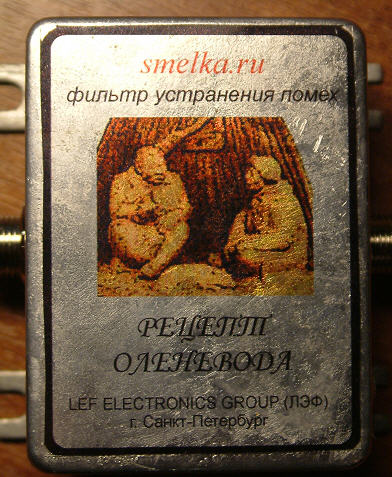 smelka.ru
фильтр устранения помех
РЕЦЕПТ
ОЛЕНЕВОДА
LEF ELECTRONICS GROUP (ЛЭФ)
г. Санкт-Петербург